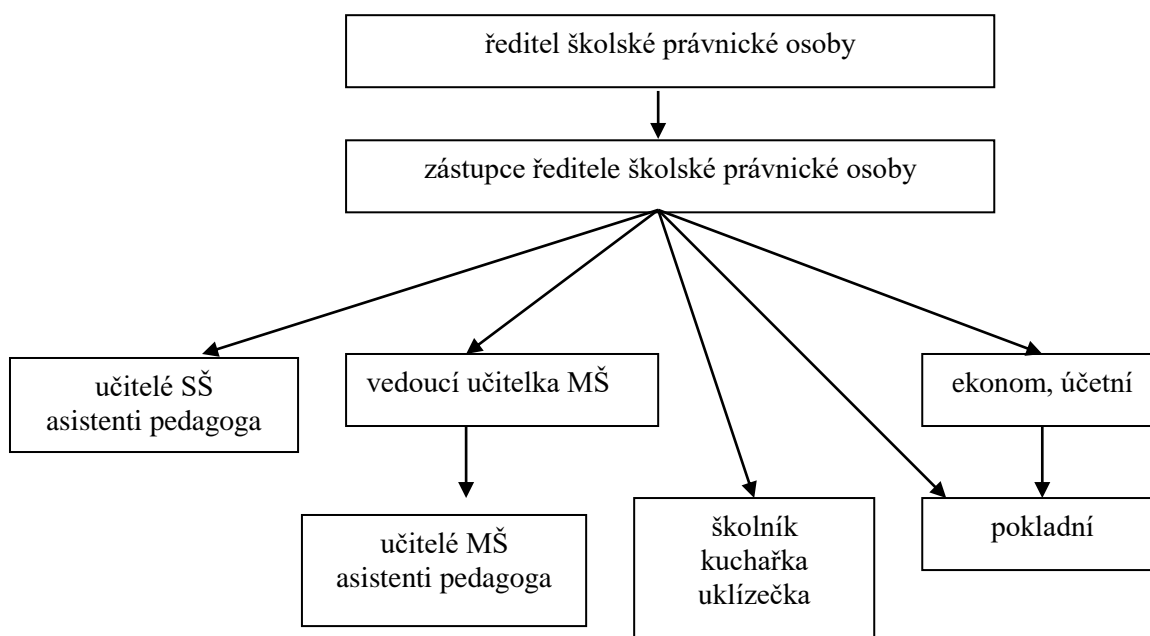 ředitel školské právnické osoby
zástupce ředitele školské právnické osoby
učitelé SŠ
asistenti pedagoga
vedoucí učitelka MŠ
ekonom, účetní
učitelé MŠ
asistenti pedagoga
školník
kuchařka
uklízečka
pokladní